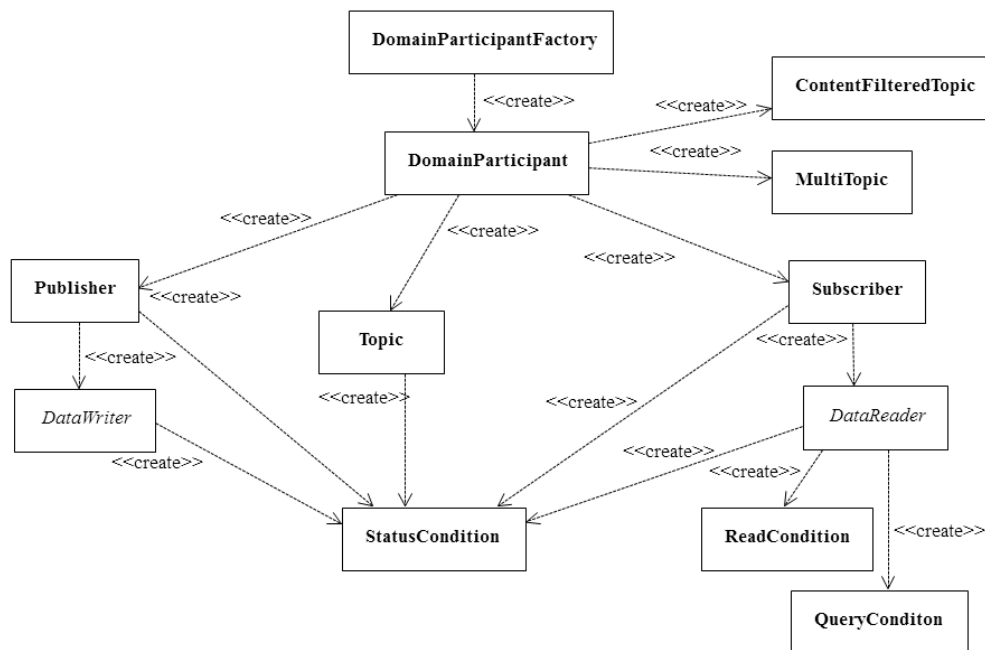 DomainParticipantFactory
<<create>>
ContentFilteredTopic
<<create>>
DomainParticipant
<<create>>
MultiTopic
<<create>>
<<create>>
<<create>>
Publisher
<<create>>
Subscriber
Topic
<<create>>
<<create>>
<<create>>
DataWriter
<<create>>
DataReader
<<create>>
<<create>>
<<create>>
StatusCondition
ReadCondition
<<create>>
QueryConditon